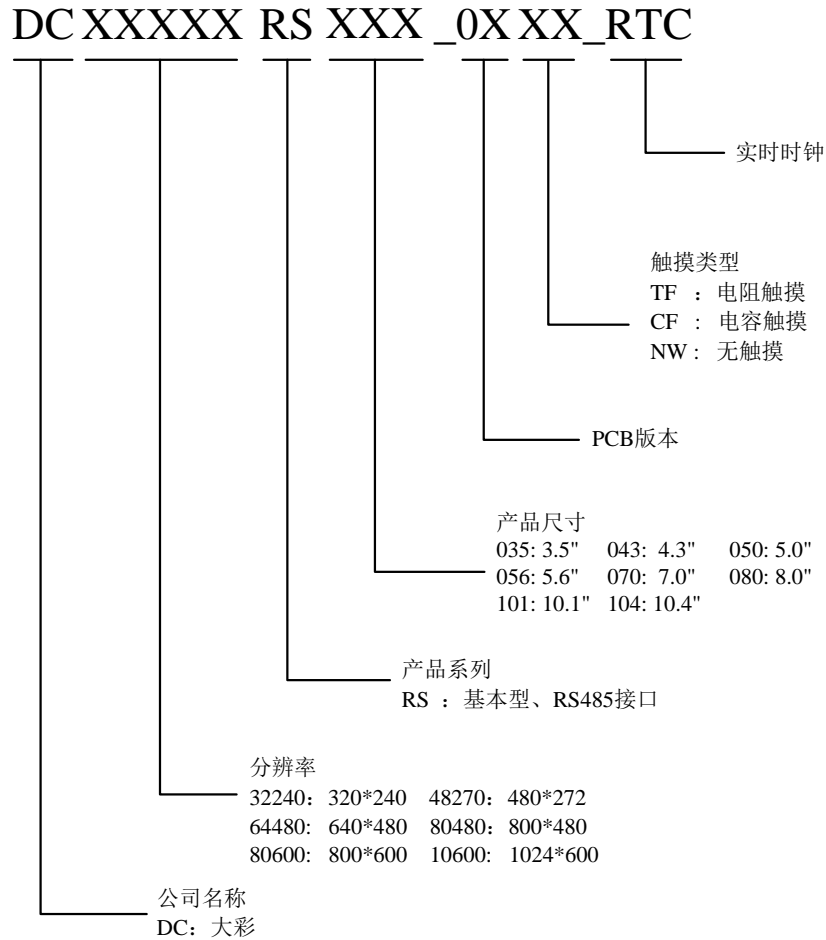 DC XXXXX RS XXX _0X XX_RTC
实时时钟
触摸类型
TF ：电阻触摸
CF : 电容触摸
NW : 无触摸
PCB版本
产品尺寸
035: 3.5" 043: 4.3" 050: 5.0"
056: 5.6" 070: 7.0" 080: 8.0"
101: 10.1" 104: 10.4"
产品系列
RS ：基本型、RS485接口
分辨率
32240：320*240 48270：480*272
64480: 640*480 80480：800*480
80600: 800*600 10600: 1024*600
公司名称
DC：大彩